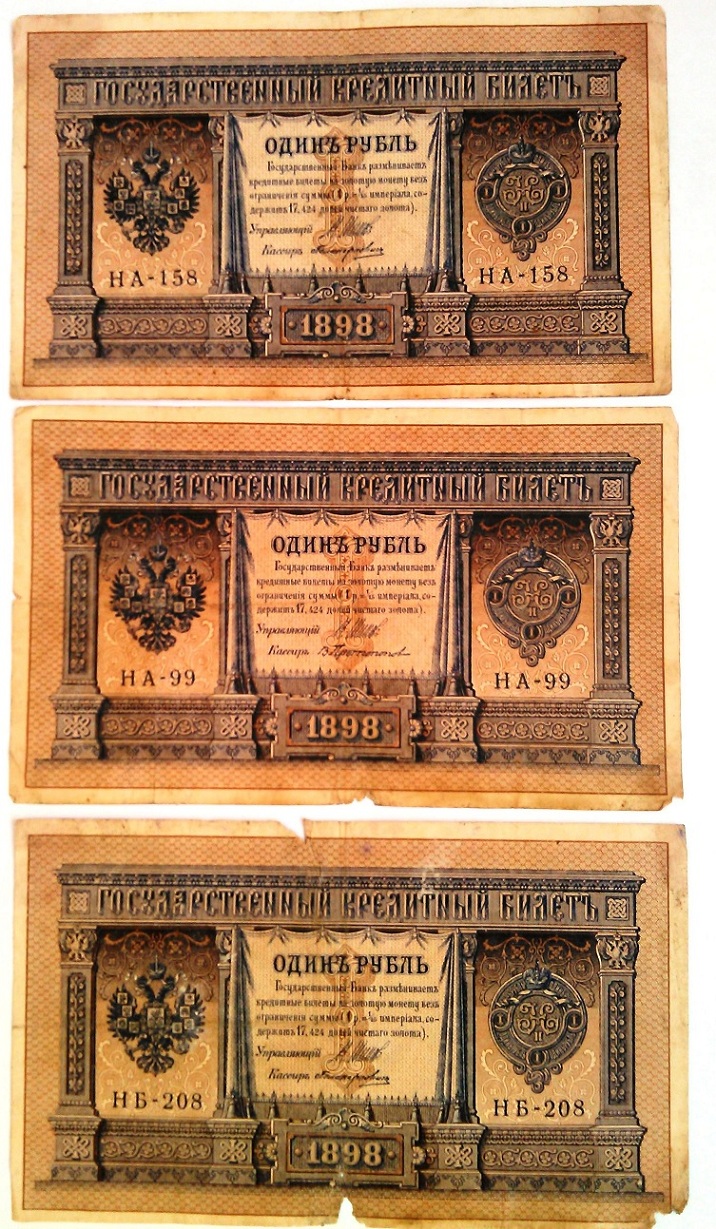 ГОСУДАРСТВЕННЫЙ КРЕДИТНЫЙ БИЛЕТЪ
ОДИНЪ РУБЛЬ
Государственный Банкъ размѣниваетъ
кредитные билеты на золотую монету безъ
ограниченія суммы (1 р. = 1/15 имперіала, со-
держитъ 17,424 долей чистаго золота).
Управляющій
Кассиръ
НА-158
НА-158
1898
ГОСУДАРСТВЕННЫЙ КРЕДИТНЫЙ БИЛЕТЪ
ОДИНЪ РУБЛЬ
Государственный Банкъ размѣниваетъ
кредитные билеты на золотую монету безъ
ограниченія суммы (1 р. = 1/15 имперіала, со-
держитъ 17,424 долей чистаго золота).
Управляющій
Кассиръ
НА-99
НА-99
1898
ГОСУДАРСТВЕННЫЙ КРЕДИТНЫЙ БИЛЕТЪ
ОДИНЪ РУБЛЬ
Государственный Банкъ размѣниваетъ
кредитные билеты на золотую монету безъ
ограниченія суммы (1 р. = 1/15 имперіала, со-
держитъ 17,424 долей чистаго золота).
Управляющій
Кассиръ
НБ-208
НБ-208
1898